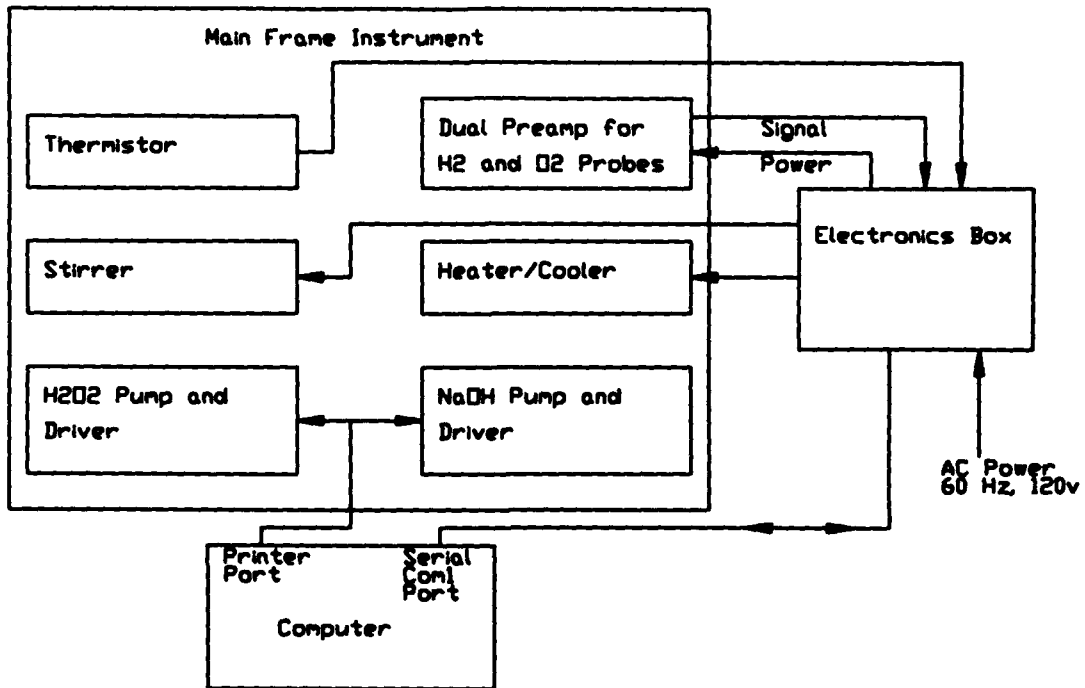 Main Frame Instrument
Thermistor
Dual Preamp for
H2 and O2 Probes
Signal
Power
Electronics Box
Stirrer
Heater/Cooler
H2O2 Pump and
Driver
NaOH Pump and
Driver
AC Power
60 Hz, 120v
Printer
Port
Serial
Com1
Port
Computer